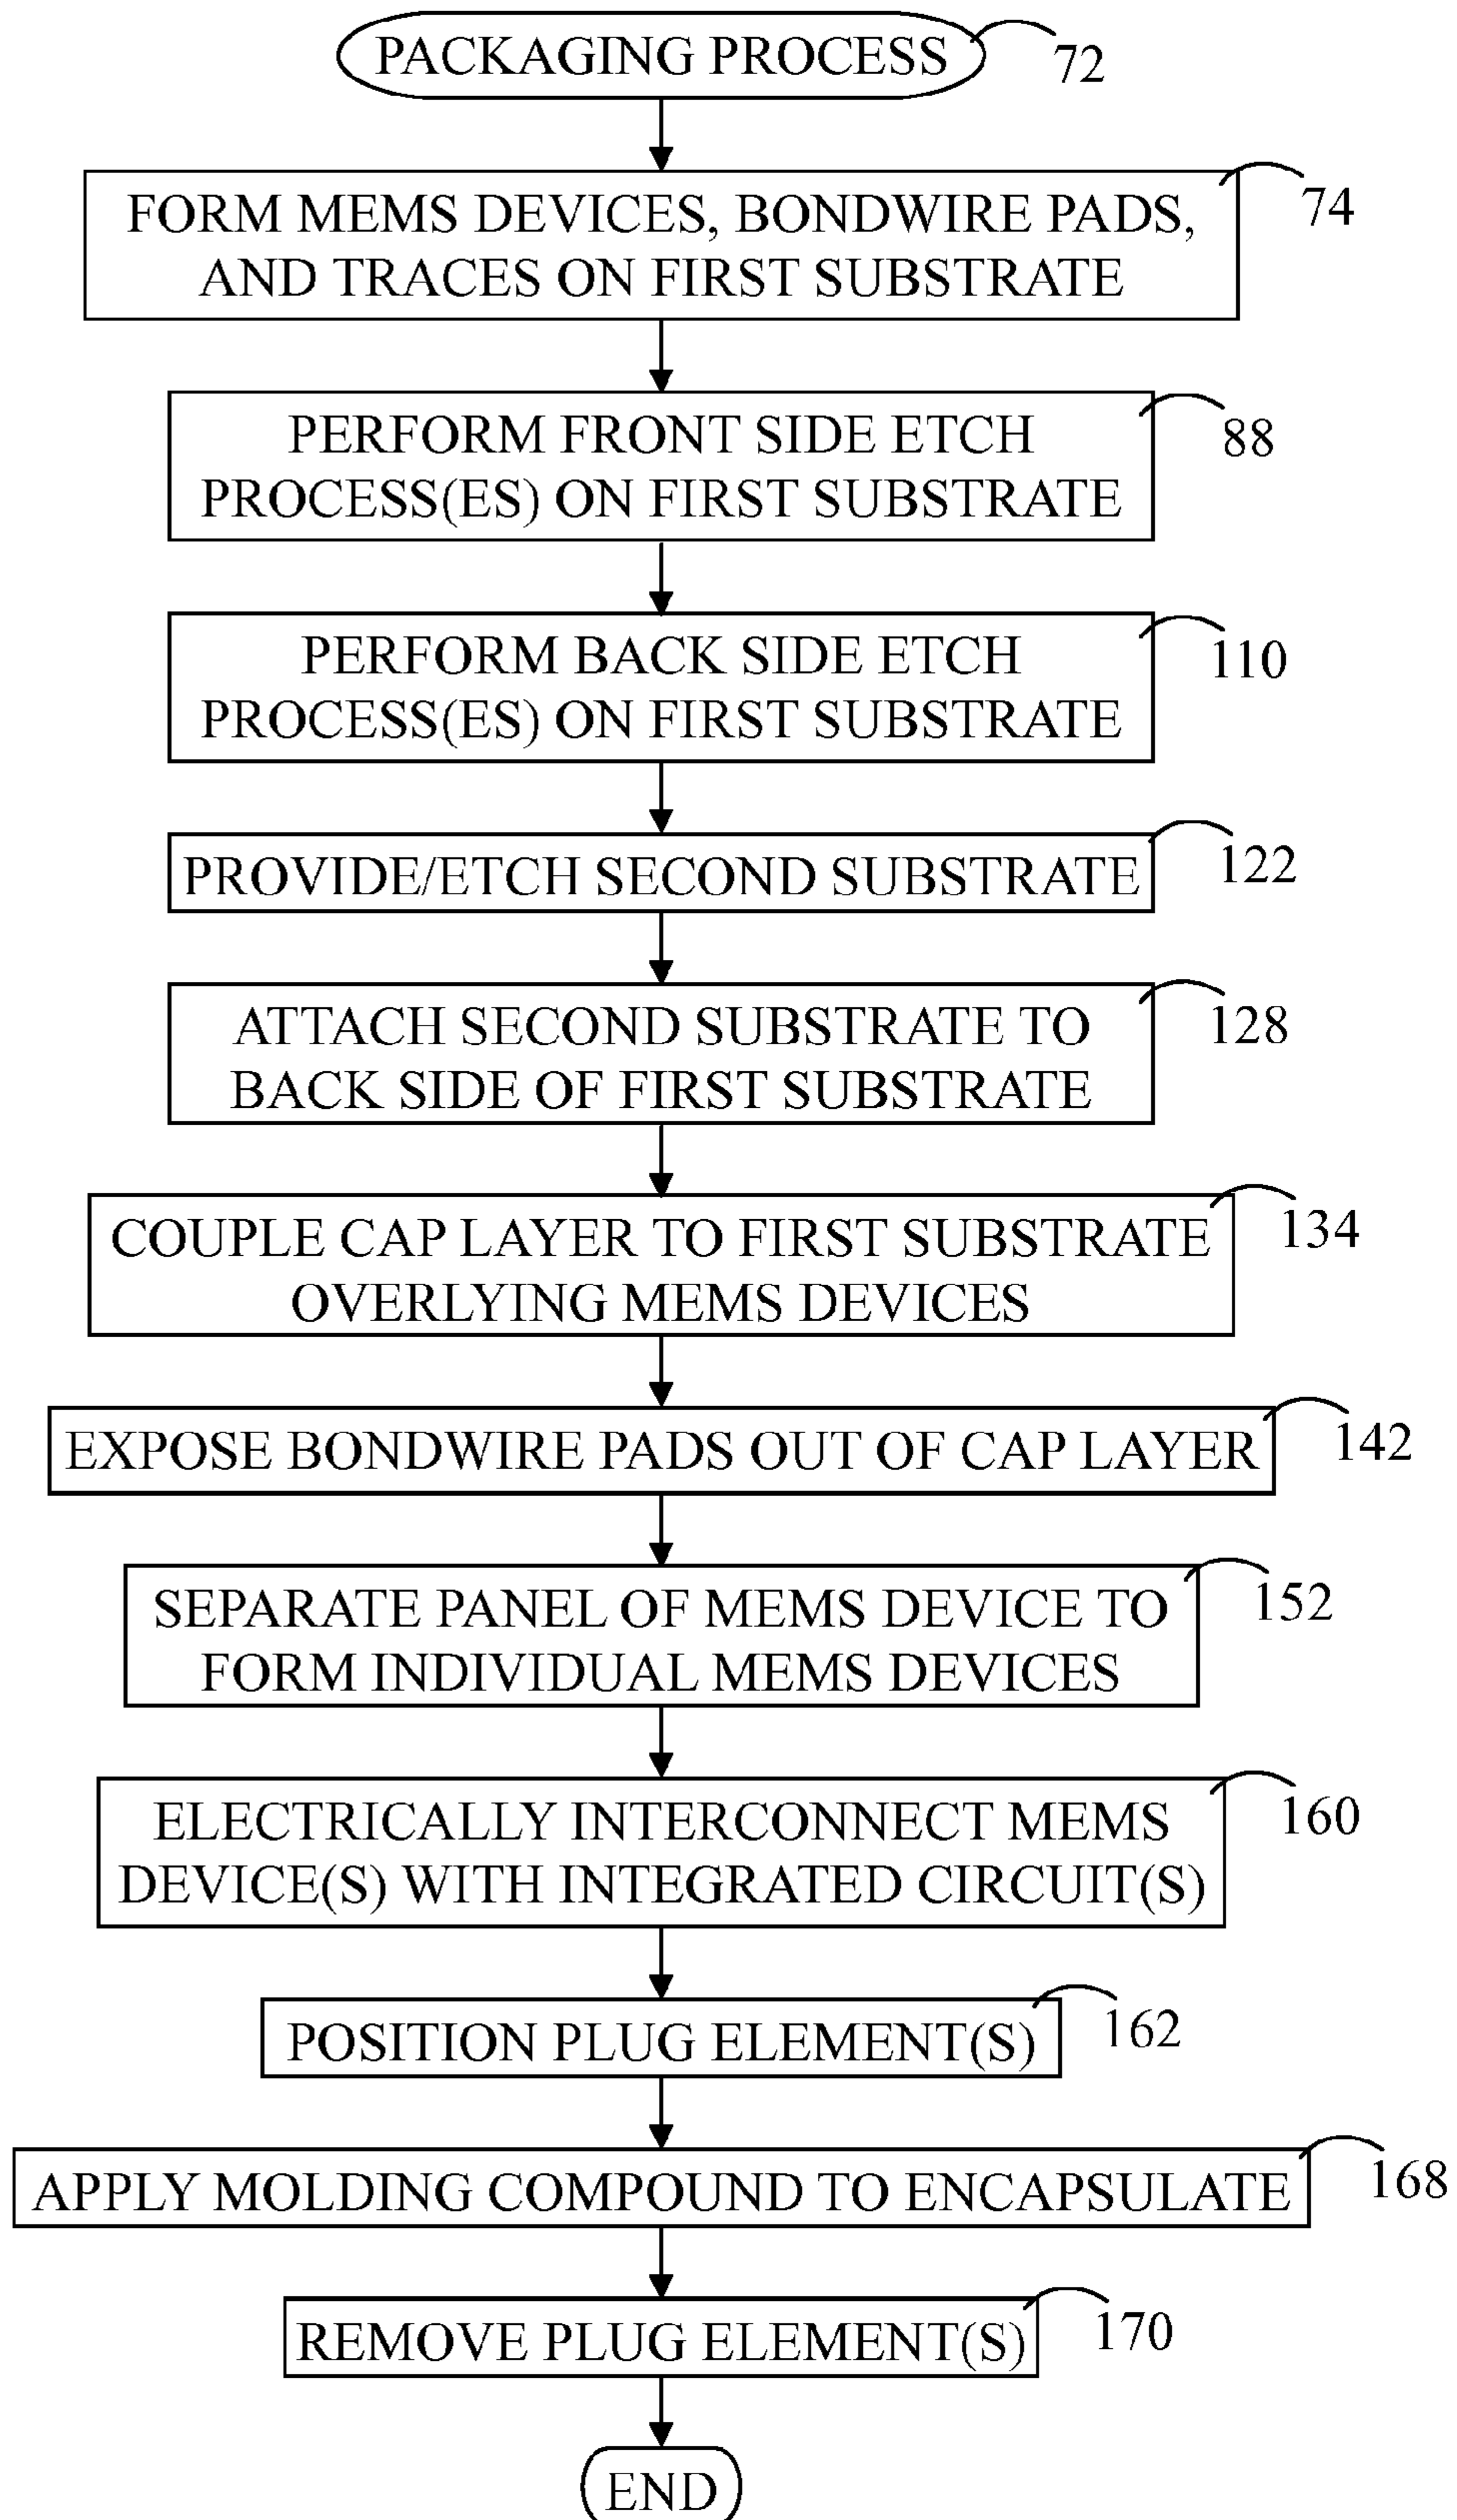 PACKAGING PROCESS
72
FORM MEMS DEVICES, BONDWIRE PADS,
AND TRACES ON FIRST SUBSTRATE
74
PERFORM FRONT SIDE ETCH
PROCESS(ES) ON FIRST SUBSTRATE
88
PERFORM BACK SIDE ETCH
PROCESS(ES) ON FIRST SUBSTRATE
110
PROVIDE/ETCH SECOND SUBSTRATE
122
ATTACH SECOND SUBSTRATE TO
BACK SIDE OF FIRST SUBSTRATE
128
COUPLE CAP LAYER TO FIRST SUBSTRATE
OVERLYING MEMS DEVICES
134
EXPOSE BONDWIRE PADS OUT OF CAP LAYER
142
SEPARATE PANEL OF MEMS DEVICE TO
FORM INDIVIDUAL MEMS DEVICES
152
ELECTRICALLY INTERCONNECT MEMS
DEVICE(S) WITH INTEGRATED CIRCUIT(S)
160
POSITION PLUG ELEMENT(S)
162
APPLY MOLDING COMPOUND TO ENCAPSULATE
168
REMOVE PLUG ELEMENT(S)
170
END